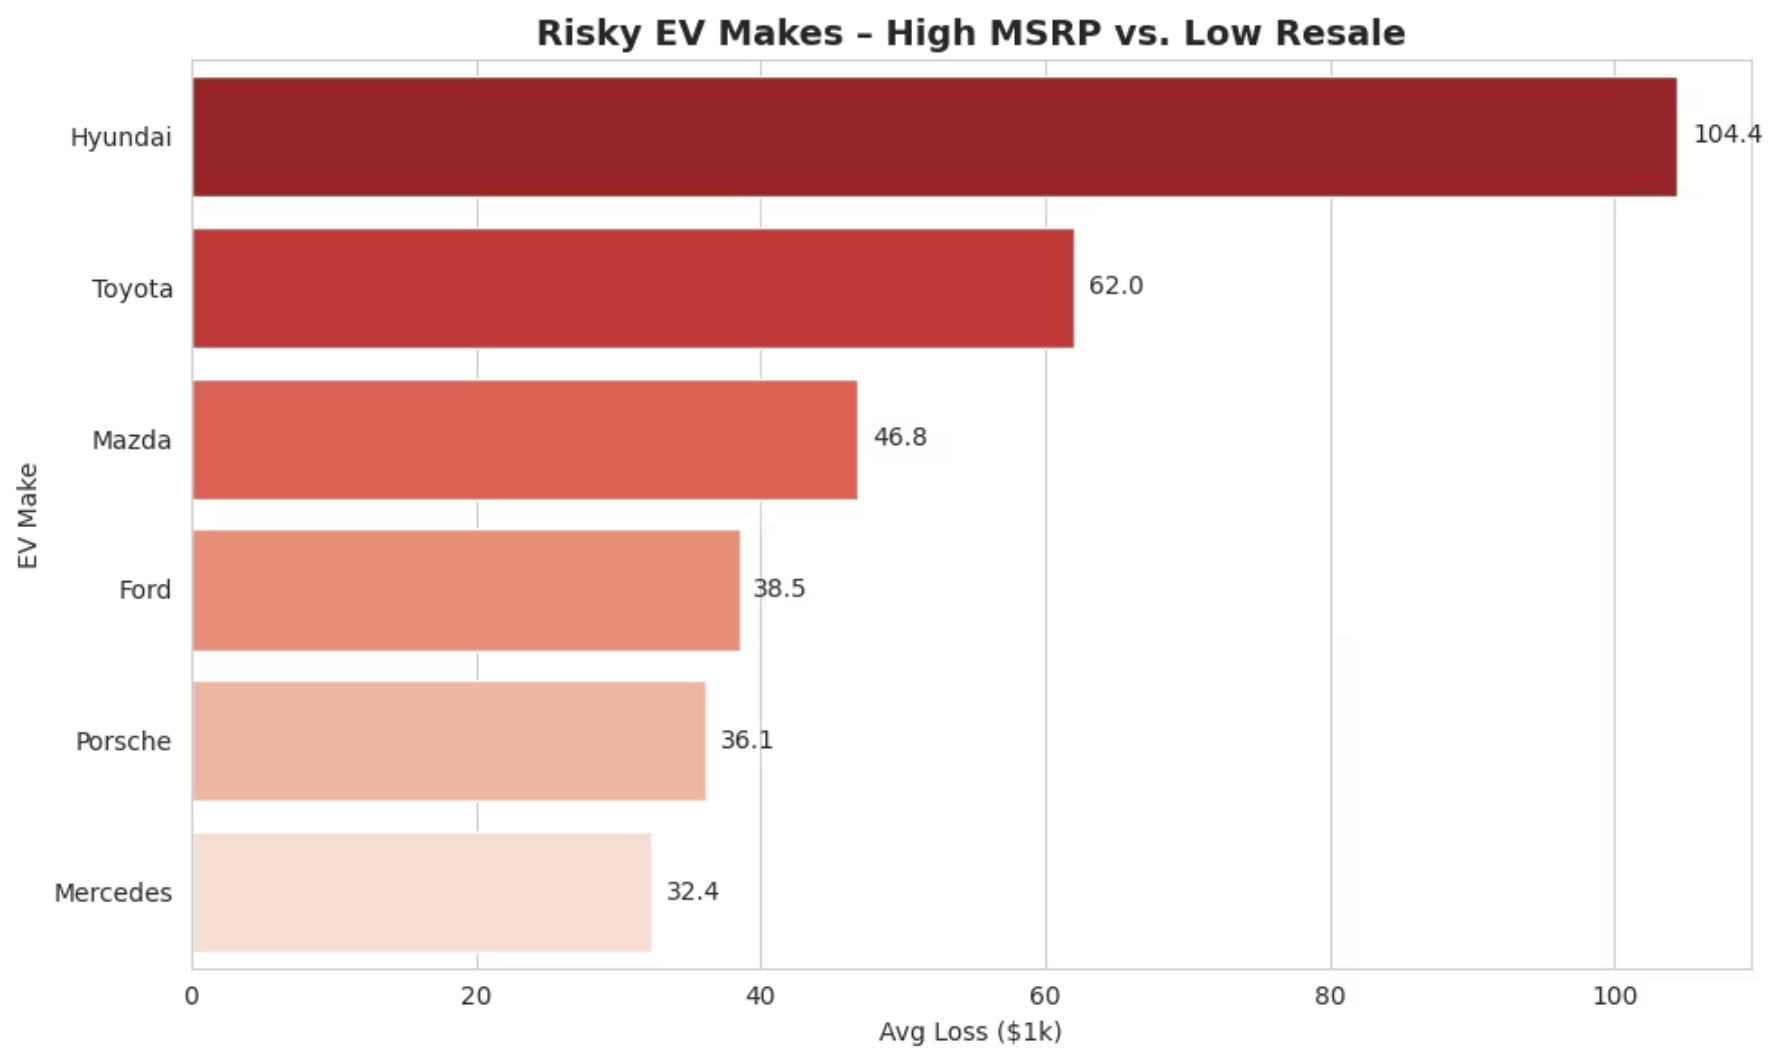 Risky EV Makes – High MSRP vs. Low Resale
Hyundai
104.4
Toyota
62.0
Mazda
46.8
EV Make
Ford
38.5
Porsche
36.1
Mercedes
32.4
0 20 40 60 80 100
Avg Loss ($1k)